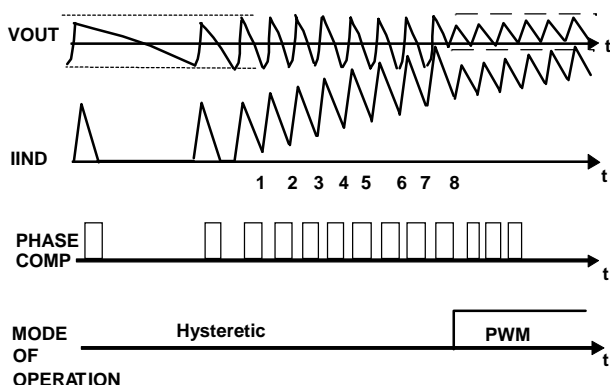 VOUT
t
IIND
t
1 2 3 4 5 6 7 8
PHASE
COMP
t
Hysteretic
PWM
MODE
OF
OPERATION
t